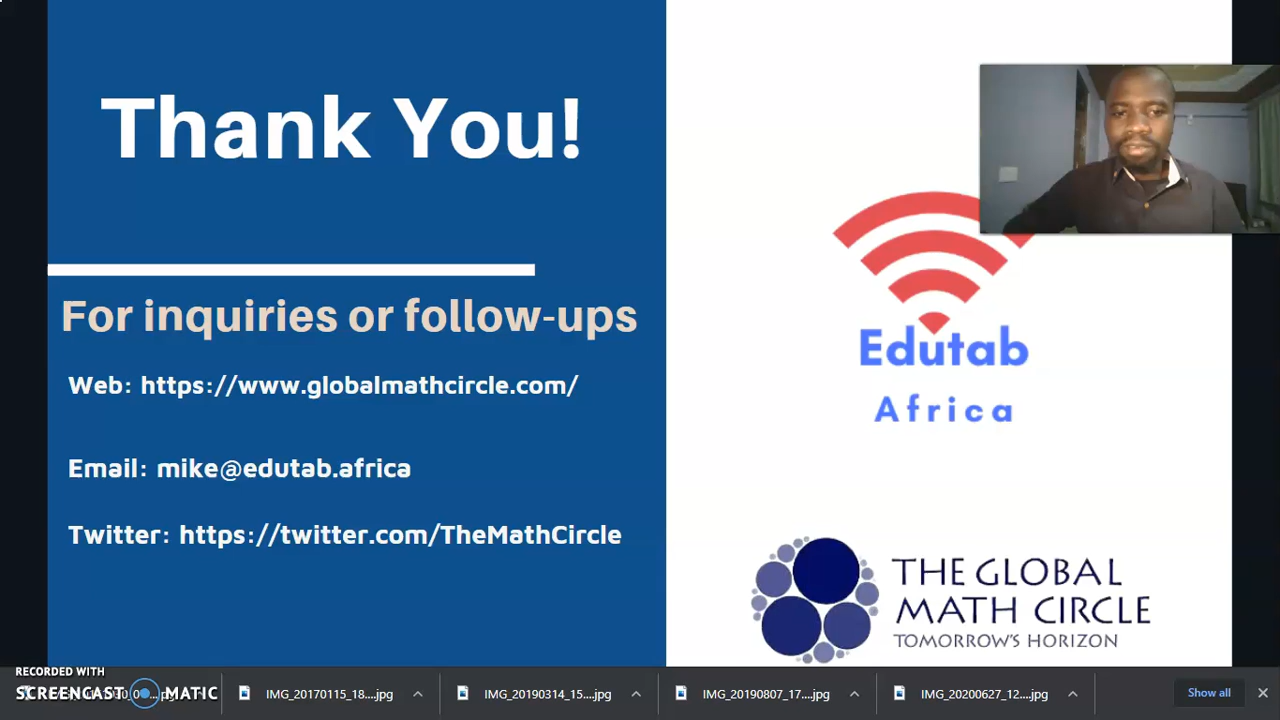 Thank You!
For inquiries or follow-ups
Web: https://www.globalmathcircle.com/
Email: mike@edutab.africa
Twitter: https://twitter.com/TheMathCircle
Edutab
Africa
THE GLOBAL
MATH CIRCLE
TOMORROW'S HORIZON
RECORDED WITH
SCREENCAST MATIC
IMG_20170115_18....jpg
IMG_20190314_15....jpg
IMG_20190807_17....jpg
IMG_20200627_12....jpg
Show all